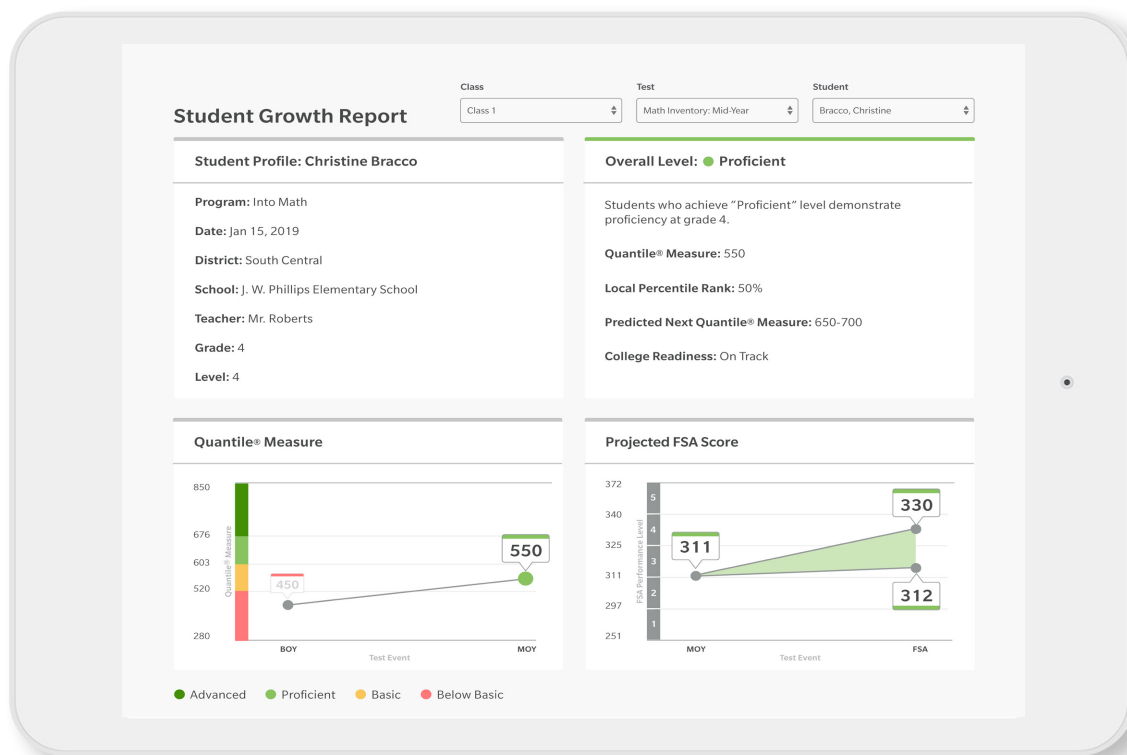 Class
Test
Student
Student Growth Report
Class 1
Math Inventory: Mid-Year
Bracco, Christine
Student Profile: Christine Bracco
Program: Into Math
Date: Jan 15, 2019
District: South Central
School: J. W. Phillips Elementary School
Teacher: Mr. Roberts
Grade: 4
Level: 4
Overall Level: Proficient
Students who achieve "Proficient" level demonstrate
proficiency at grade 4.
Quantile® Measure: 550
Local Percentile Rank: 50%
Predicted Next Quantile® Measure: 650-700
College Readiness: On Track
Quantile® Measure
850
676
603
520
280
Quantile® Measure
450
550
BOY
MOY
Test Event
Projected FSA Score
372
340
325
311
297
251
FSA Performance Level
5
4
3
2
1
311
330
312
MOY
FSA
Test Event
Advanced
Proficient
Basic
Below Basic